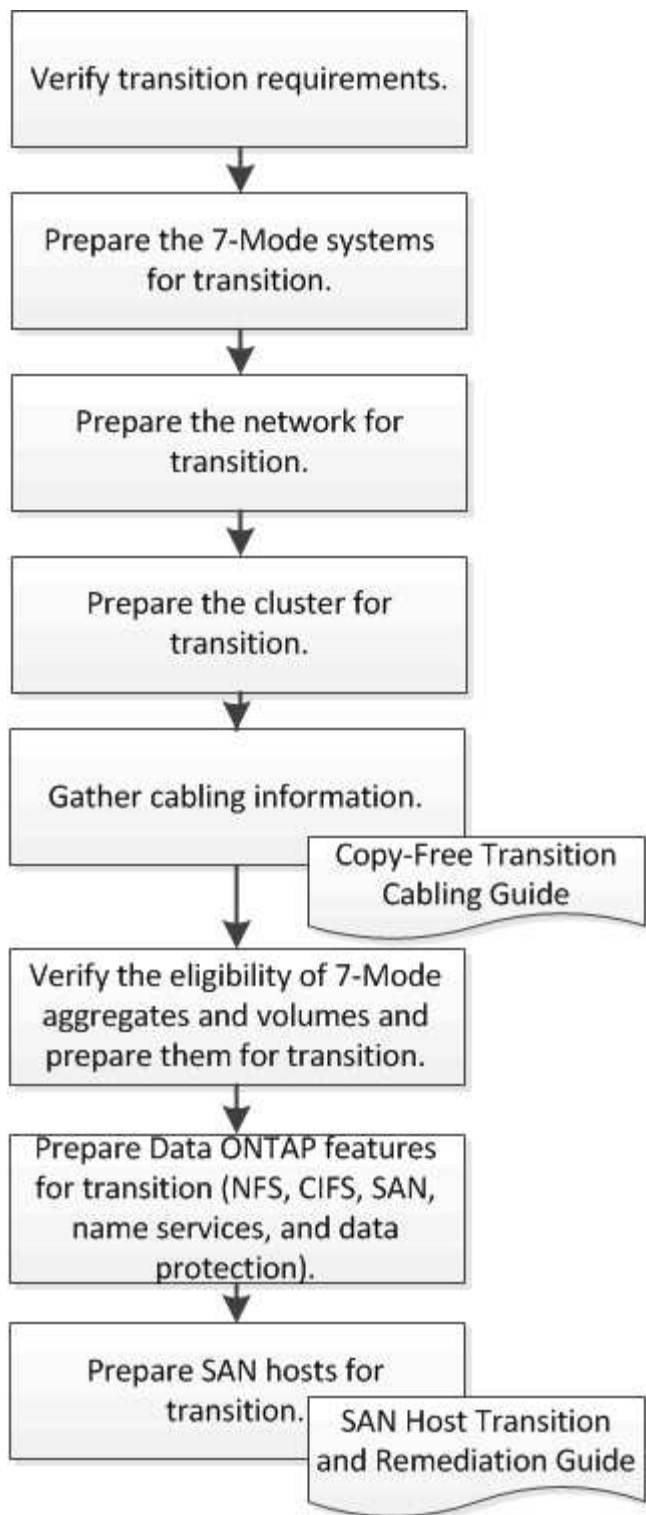 Verify transition requirements.
Prepare the 7-Mode systems
for transition.
Prepare the network for
transition.
Prepare the cluster for
transition.
Gather cabling information.
Copy-Free Transition
Cabling Guide
Verify the eligibility of 7-Mode
aggregates and volumes and
prepare them for transition.
Prepare Data ONTAP features
for transition (NFS, CIFS, SAN,
name services, and data
protection).
Prepare SAN hosts for
transition.
SAN Host Transition
and Remediation Guide